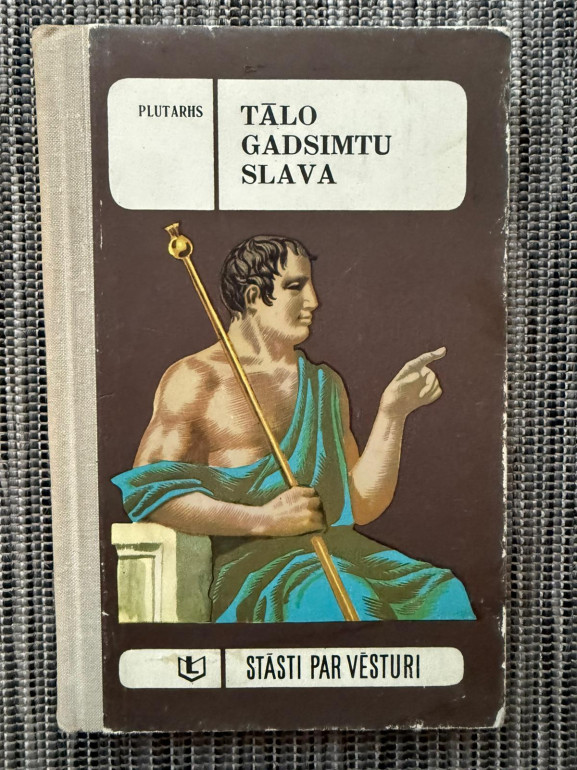 PLUTARHS
TĀLO
GADSIMTU
SLAVA
STĀSTI PAR VĒSTURI